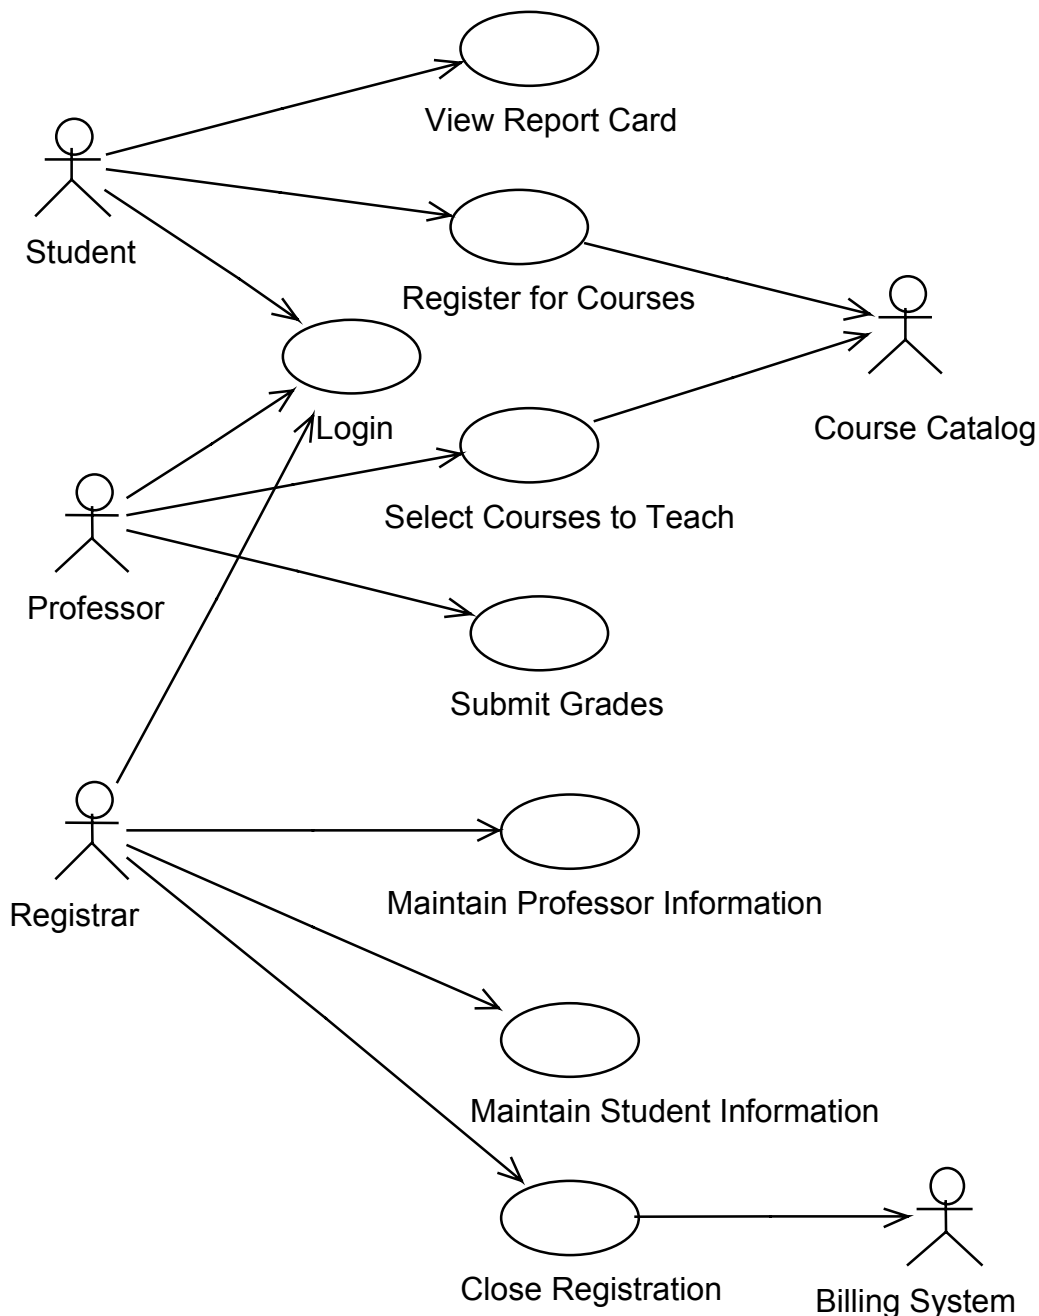 View Report Card
Student
Register for Courses
Login
Course Catalog
Select Courses to Teach
Professor
Submit Grades
Maintain Professor Information
Registrar
Maintain Student Information
Close Registration
Billing System